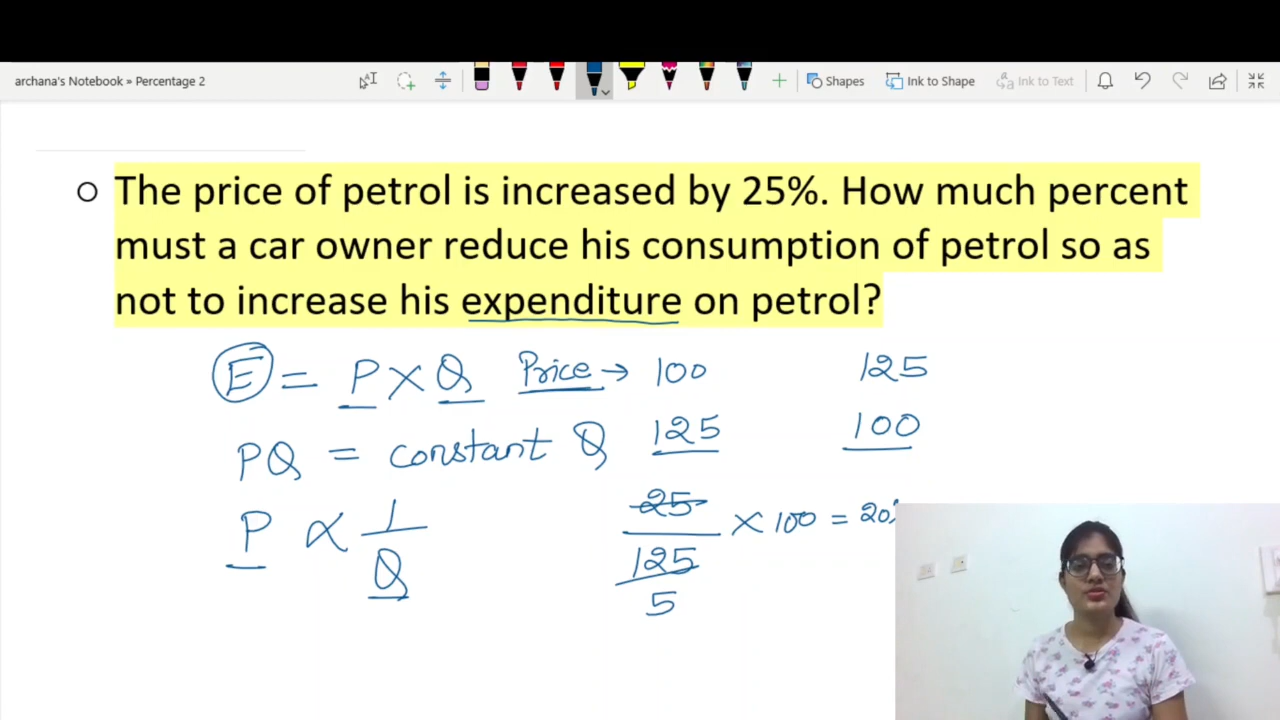 archana's Notebook » Percentage 2
Shapes
Ink to Shape
Ink to Text
The price of petrol is increased by 25%. How much percent
must a car owner reduce his consumption of petrol so as
not to increase his expenditure on petrol?
E = P × Q Price → 100 125
PQ = constant Q 125 100
P ∝ 1/Q
25/125 × 100 = 20%
5